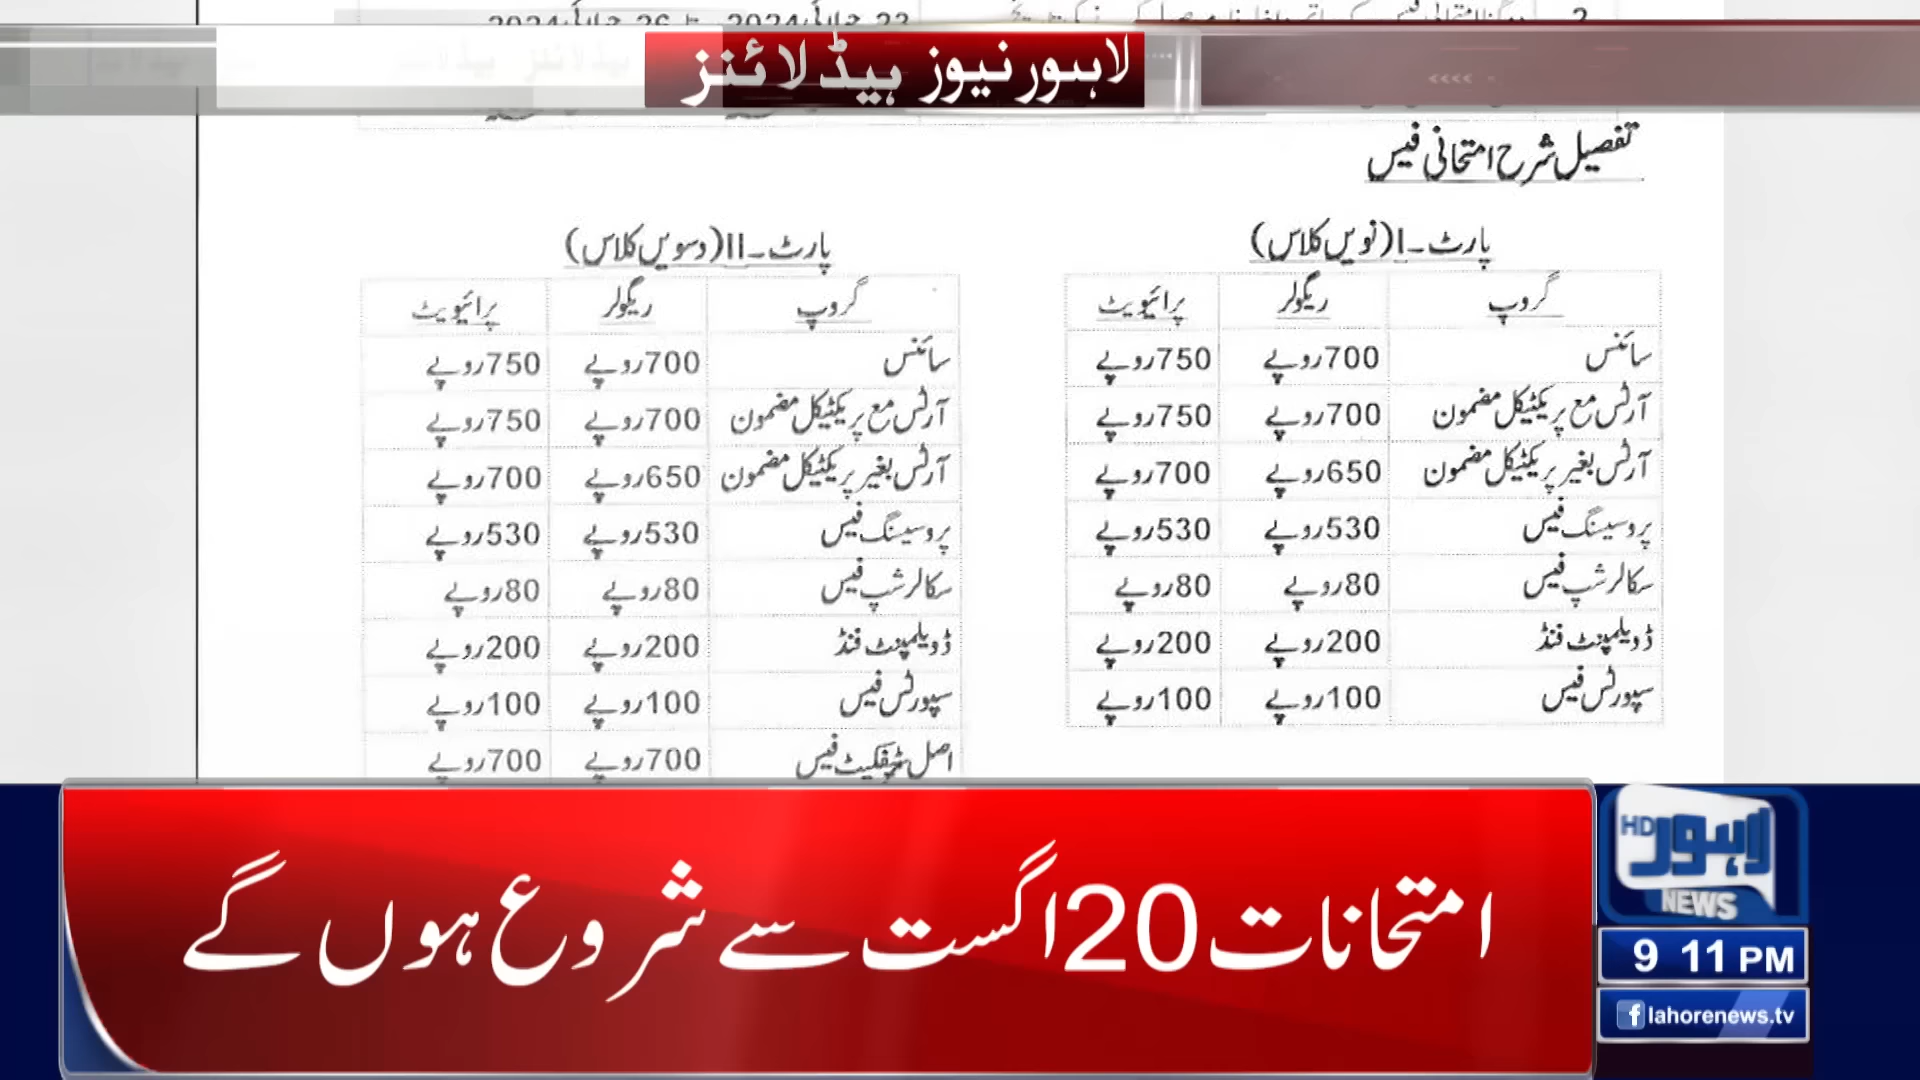 لاہور نیوز ہیڈلائنز
تفصیل شرح امتحانی فیس
پارٹ۔I(نویں کلاس)
گروپ ریگولر پرائیویٹ
سائنس 700روپے 750روپے
آرٹس مع پریکٹیکل مضمون 700روپے 750روپے
آرٹس بغیر پریکٹیکل مضمون 650روپے 700روپے
پروسیسنگ فیس 530روپے 530روپے
سکالرشپ فیس 80روپے 80روپے
ڈویلپمنٹ فنڈ 200روپے 200روپے
سپورٹس فیس 100روپے 100روپے
پارٹ۔II(دسویں کلاس)
گروپ ریگولر پرائیویٹ
سائنس 700روپے 750روپے
آرٹس مع پریکٹیکل مضمون 700روپے 750روپے
آرٹس بغیر پریکٹیکل مضمون 650روپے 700روپے
پروسیسنگ فیس 530روپے 530روپے
سکالرشپ فیس 80روپے 80روپے
ڈویلپمنٹ فنڈ 200روپے 200روپے
سپورٹس فیس 100روپے 100روپے
اصل سرٹیفکیٹ فیس 700روپے 700روپے
امتحانات 20اگست سے شروع ہوں گے
لاہور HD
NEWS
9 11 PM
lahorenews.tv